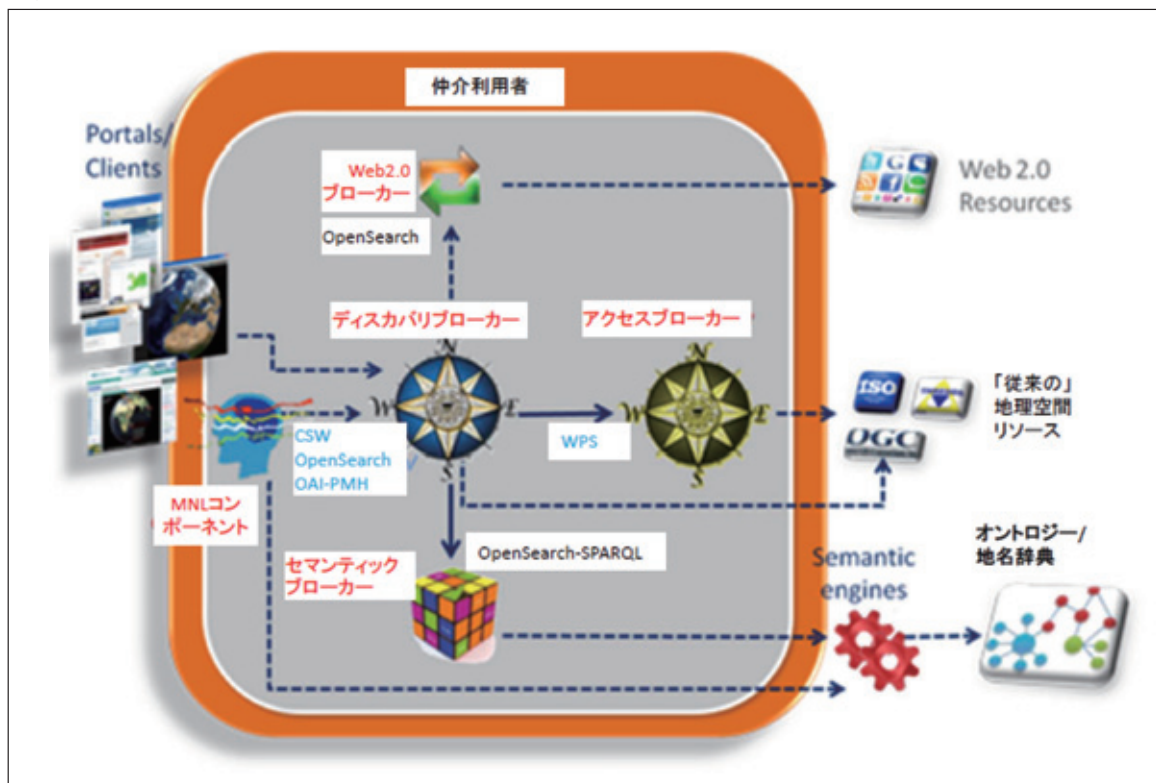 仲介利用者
Portals/
Clients
Web2.0
ブローカー
OpenSearch
Web 2.0
Resources
ディスカバリブローカー
アクセスブローカー
N
W
E
S
N
W
E
S
CSW
OpenSearch
OAI-PMH
WPS
ISO
OGC
「従来の」
地理空間
リソース
MNLコン
ポーネント
セマンティック
ブローカー
OpenSearch-SPARQL
Semantic
engines
オントロジー/
地名辞典